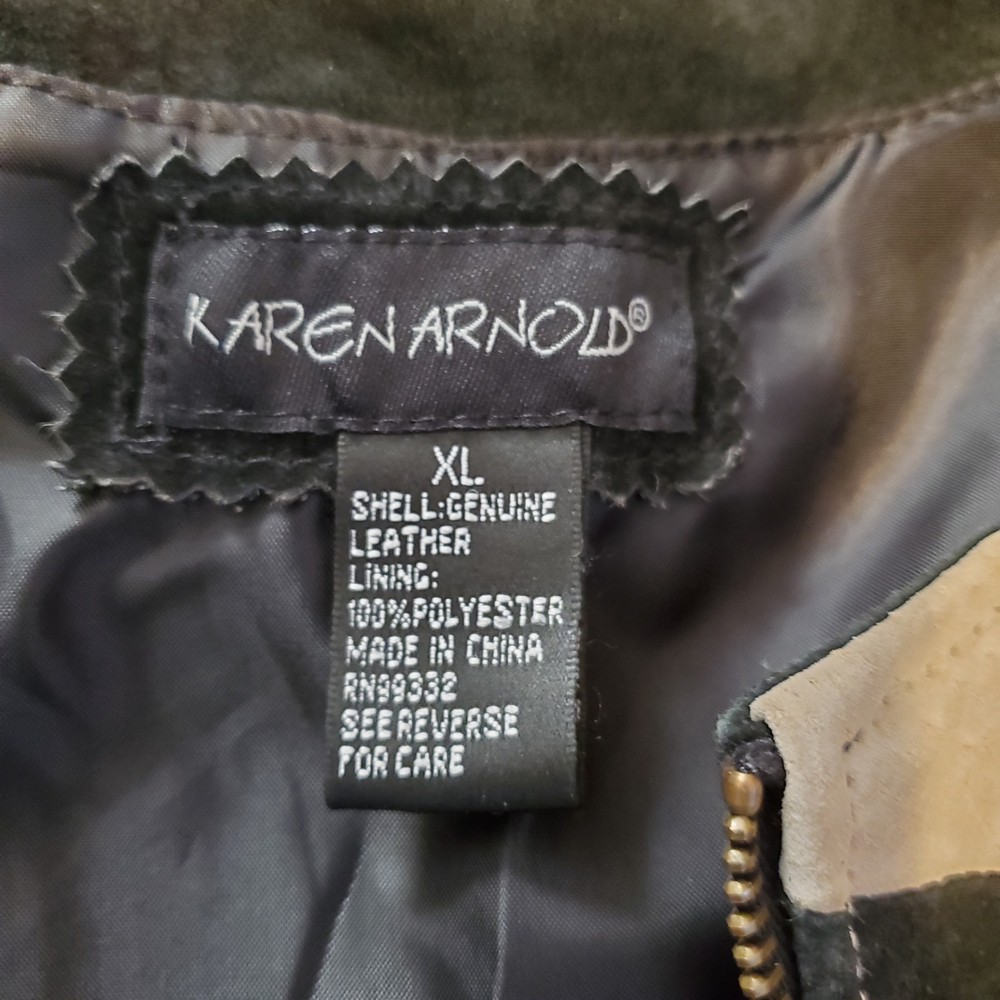 KAREN ARNOLD®
XL
SHELL:GENUINE
LEATHER
LINING:
100%POLYESTER
MADE IN CHINA
RN99332
SEE REVERSE
FOR CARE